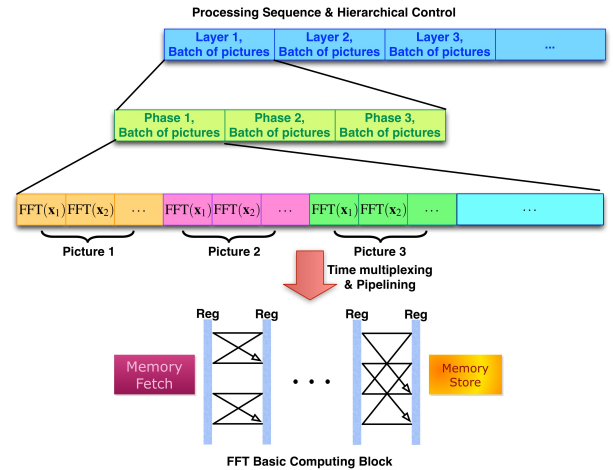 Processing Sequence & Hierarchical Control
Layer 1, Layer 2, Layer 3, ...
Batch of pictures Batch of pictures Batch of pictures
Phase 1, Phase 2, Phase 3,
Batch of pictures Batch of pictures Batch of pictures
FFT(x₁) FFT(x₂) ... FFT(x₁) FFT(x₂) ... FFT(x₁) FFT(x₂) ... ...
Picture 1 Picture 2 Picture 3
Time multiplexing
& Pipelining
Reg Reg Reg Reg
Memory
Fetch
...
Memory
Store
FFT Basic Computing Block